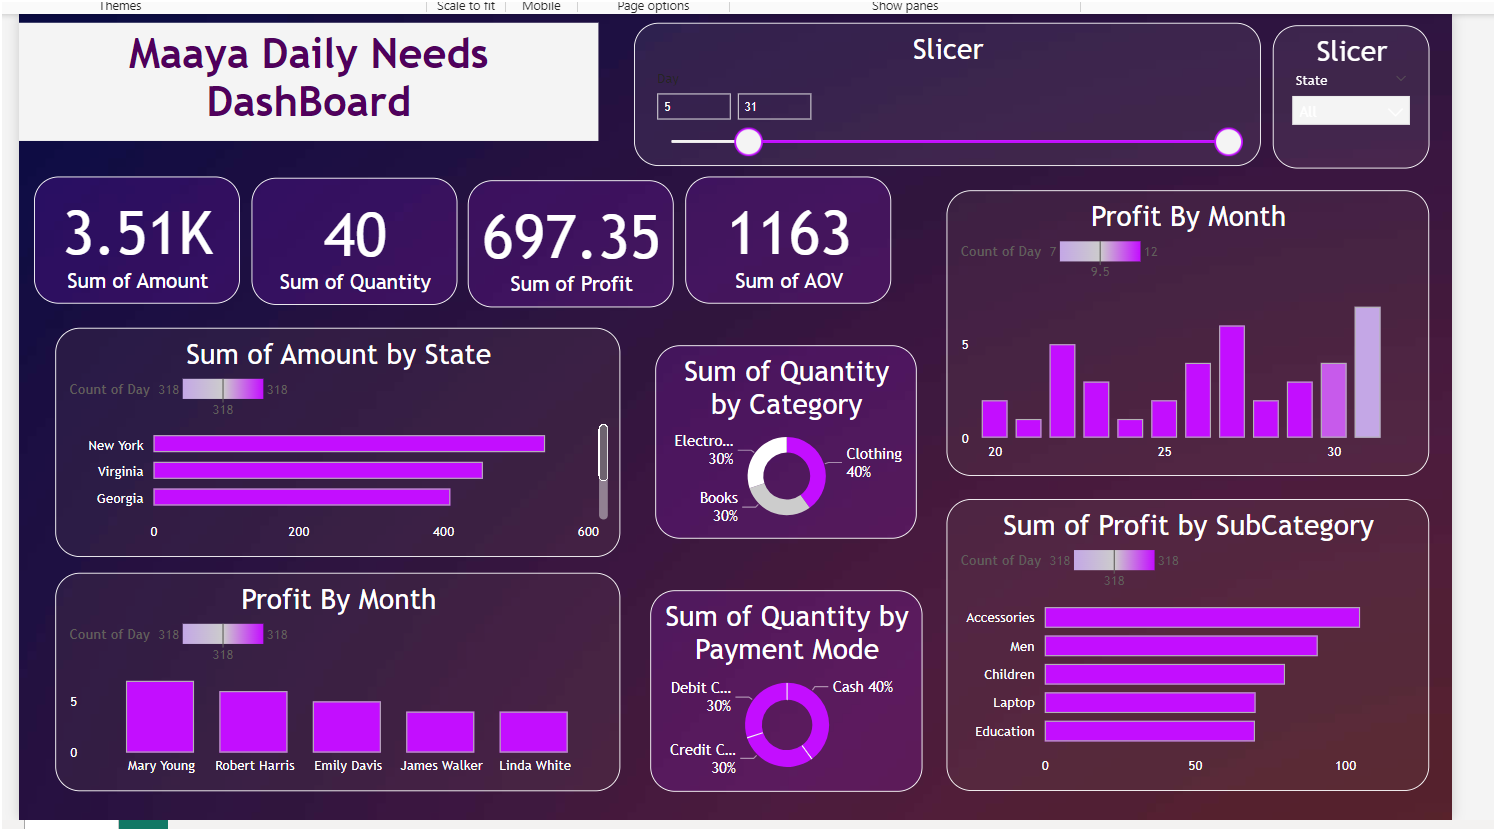 Themes
Scale to fit
Mobile
Page options
Show panes
Maaya Daily Needs
DashBoard
Slicer
Day
5
31
Slicer
State
All
3.51K
Sum of Amount
40
Sum of Quantity
697.35
Sum of Profit
1163
Sum of AOV
Profit By Month
Count of Day 7 12
9.5
5
0
20 25 30
Sum of Amount by State
Count of Day 318 318
318
New York
Virginia
Georgia
0 200 400 600
Sum of Quantity
by Category
Electro...
30%
Clothing
40%
Books
30%
Sum of Profit by SubCategory
Count of Day 318 318
318
Accessories
Men
Children
Laptop
Education
0 50 100
Profit By Month
Count of Day 318 318
318
5
0
Mary Young Robert Harris Emily Davis James Walker Linda White
Sum of Quantity by
Payment Mode
Debit C...
30%
Cash 40%
Credit C...
30%